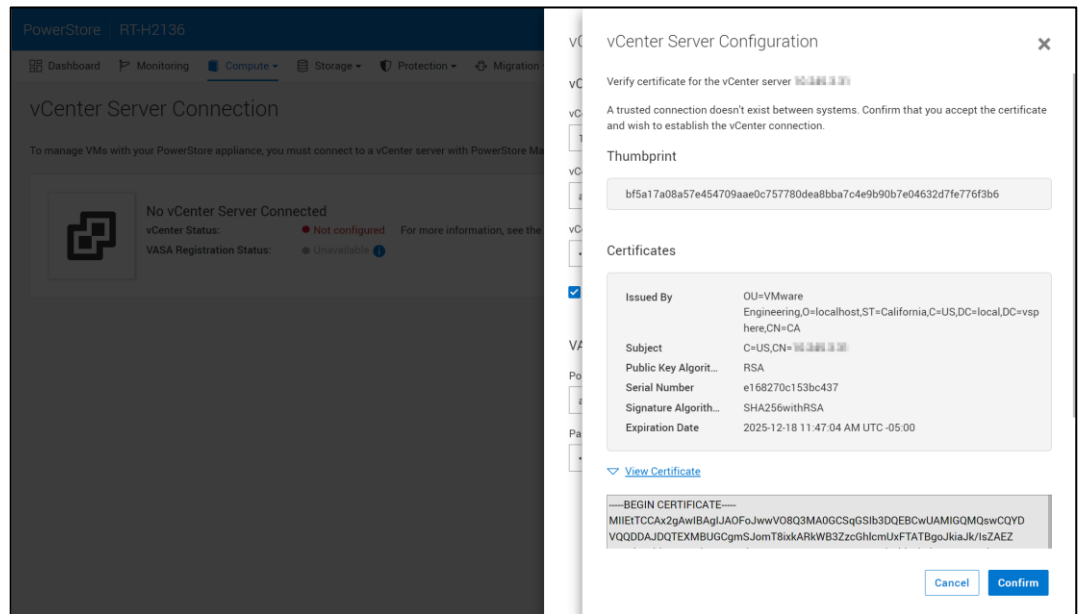 PowerStore RT-H2136
Dashboard Monitoring Compute Storage Protection Migration
vCenter Server Connection
To manage VMs with your PowerStore appliance, you must connect to a vCenter server with PowerStore Ma
No vCenter Server Connected
vCenter Status: Not configured For more information, see the
VASA Registration Status: Unavailable
vCenter Server Configuration
Verify certificate for the vCenter server
A trusted connection doesn't exist between systems. Confirm that you accept the certificate
and wish to establish the vCenter connection.
Thumbprint
bf5a17a08a57e454709aae0c757780dea8bba7c4e9b90b7e04632d7fe776f3b6
Certificates
Issued By OU=VMware
Engineering,O=localhost,ST=California,C=US,DC=local,DC=vsp
here,CN=CA
Subject C=US,CN=
Public Key Algorit... RSA
Serial Number e168270c153bc437
Signature Algorith... SHA256withRSA
Expiration Date 2025-12-18 11:47:04 AM UTC -05:00
View Certificate
-----BEGIN CERTIFICATE-----
MIIEtTCCAx2gAwIBAgIJAOFoJwwVO8Q3MA0GCSqGSIb3DQEBCwUAMIGQMQswCQYD
VQQDDAJDQTEXMBUGCgmSJomT8ixkARkWB3ZzcGhlcmUxFTATBgoJkiaJk/IsZAEZ
Cancel Confirm